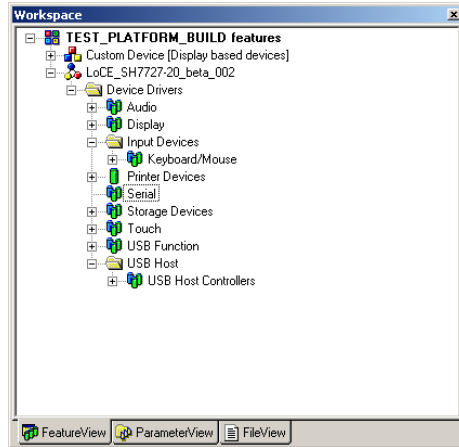 Workspace
TEST_PLATFORM_BUILD features
Custom Device [Display based devices]
LoCE_SH7727-20_beta_002
Device Drivers
Audio
Display
Input Devices
Keyboard/Mouse
Printer Devices
Serial
Storage Devices
Touch
USB Function
USB Host
USB Host Controllers
FeatureView ParameterView FileView